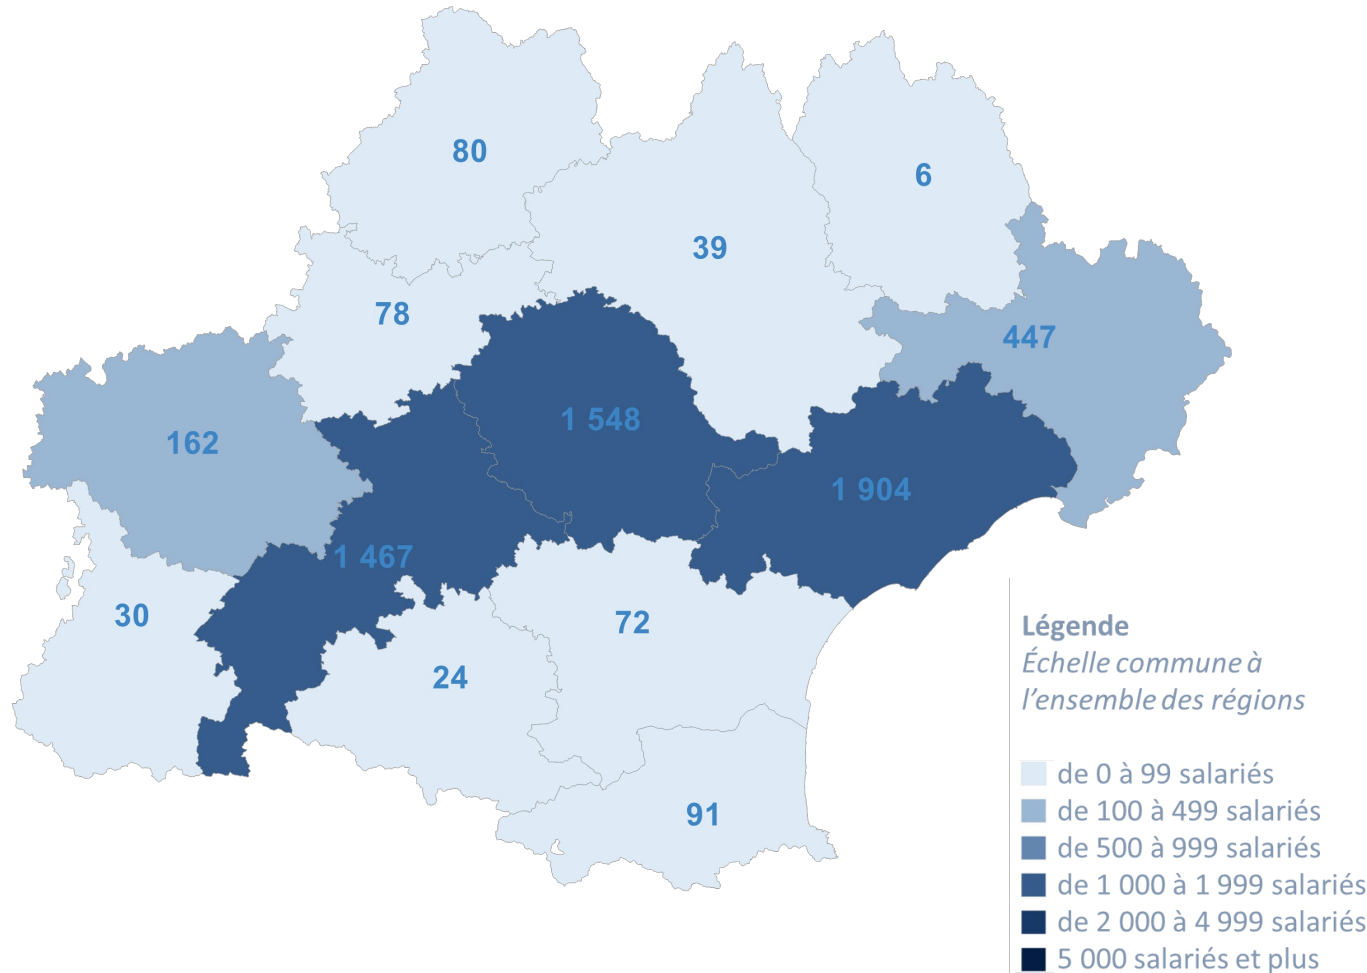 80
6
39
78
447
1 548
162
1 904
1 467
30
72
24
91
Légende
Échelle commune à
l’ensemble des régions
de 0 à 99 salariés
de 100 à 499 salariés
de 500 à 999 salariés
de 1 000 à 1 999 salariés
de 2 000 à 4 999 salariés
5 000 salariés et plus